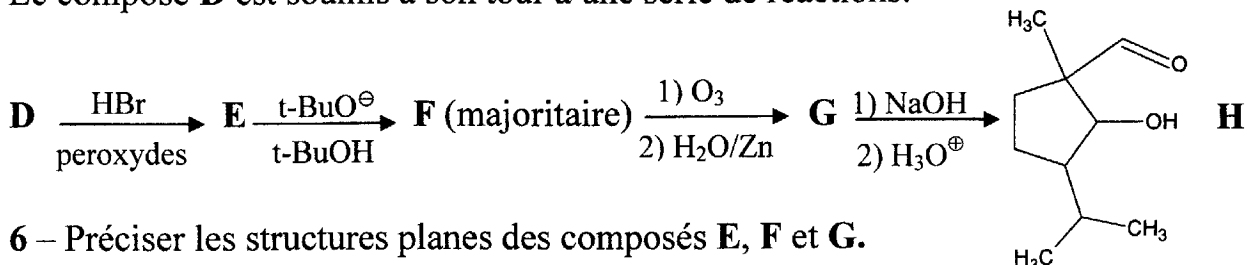 Le composé D est soumis à son tour à une série de réactions.
D HBr peroxydes E t-BuO⊖ t-BuOH F (majoritaire) 1) O₃ 2) H₂O/Zn G 1) NaOH 2) H₃O⊕ H₃C O OH H CH₃ H₃C
6 – Préciser les structures planes des composés E, F et G.